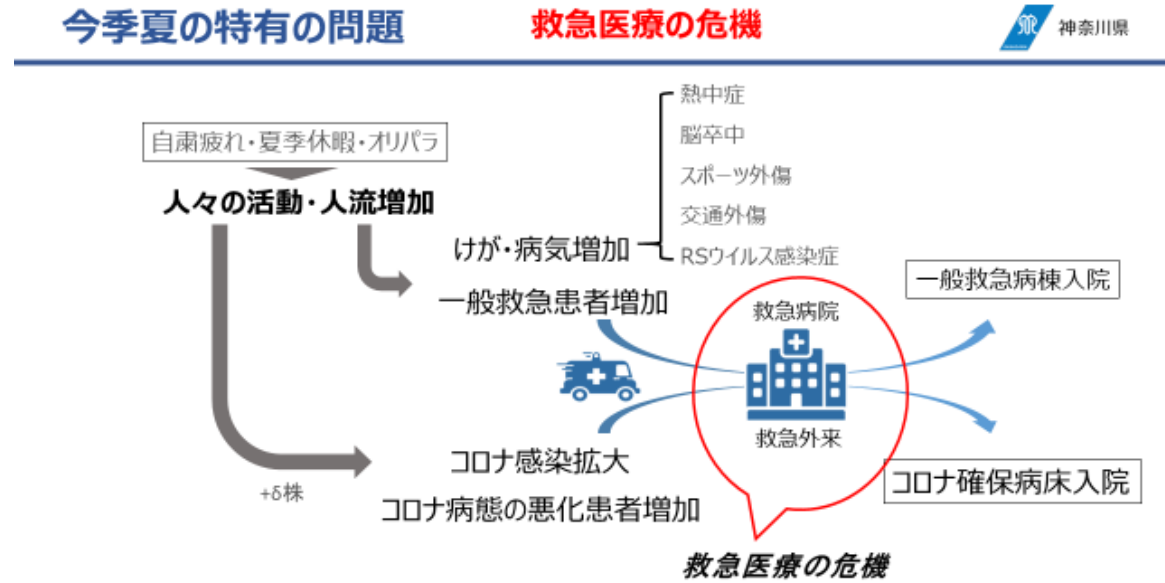 今季夏の特有の問題
救急医療の危機
神奈川県
自粛疲れ・夏季休暇・オリパラ
人々の活動・人流増加
熱中症
脳卒中
スポーツ外傷
交通外傷
RSウイルス感染症
けが・病気増加
一般救急患者増加
救急病院
救急外来
一般救急病棟入院
コロナ感染拡大
コロナ病態の悪化患者増加
+δ株
コロナ確保病床入院
救急医療の危機